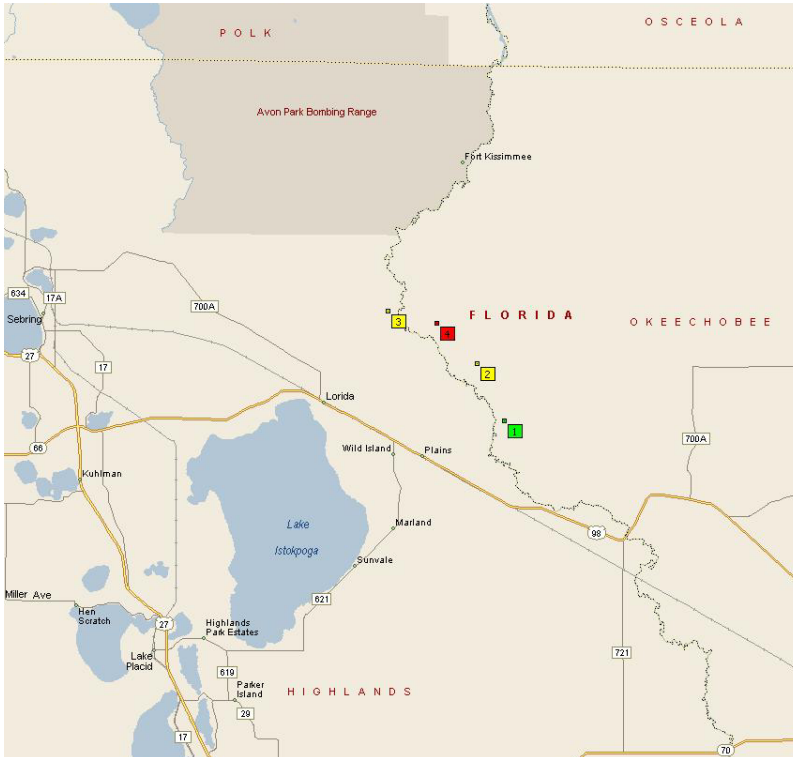 POLK
OSCEOLA
Avon Park Bombing Range
Fort Kissimmee
634
17A
700A
Sebring
3
4
FLORIDA
OKEECHOBEE
27
17
2
Lorida
1
66
Wild Island
Plains
700A
Kuhlman
Lake
Istokpoga
Marland
98
Sunvale
Miller Ave
621
Hen
Scratch
27
Highlands
Park Estates
Lake
Placid
721
619
Parker
Island
HIGHLANDS
29
17
70